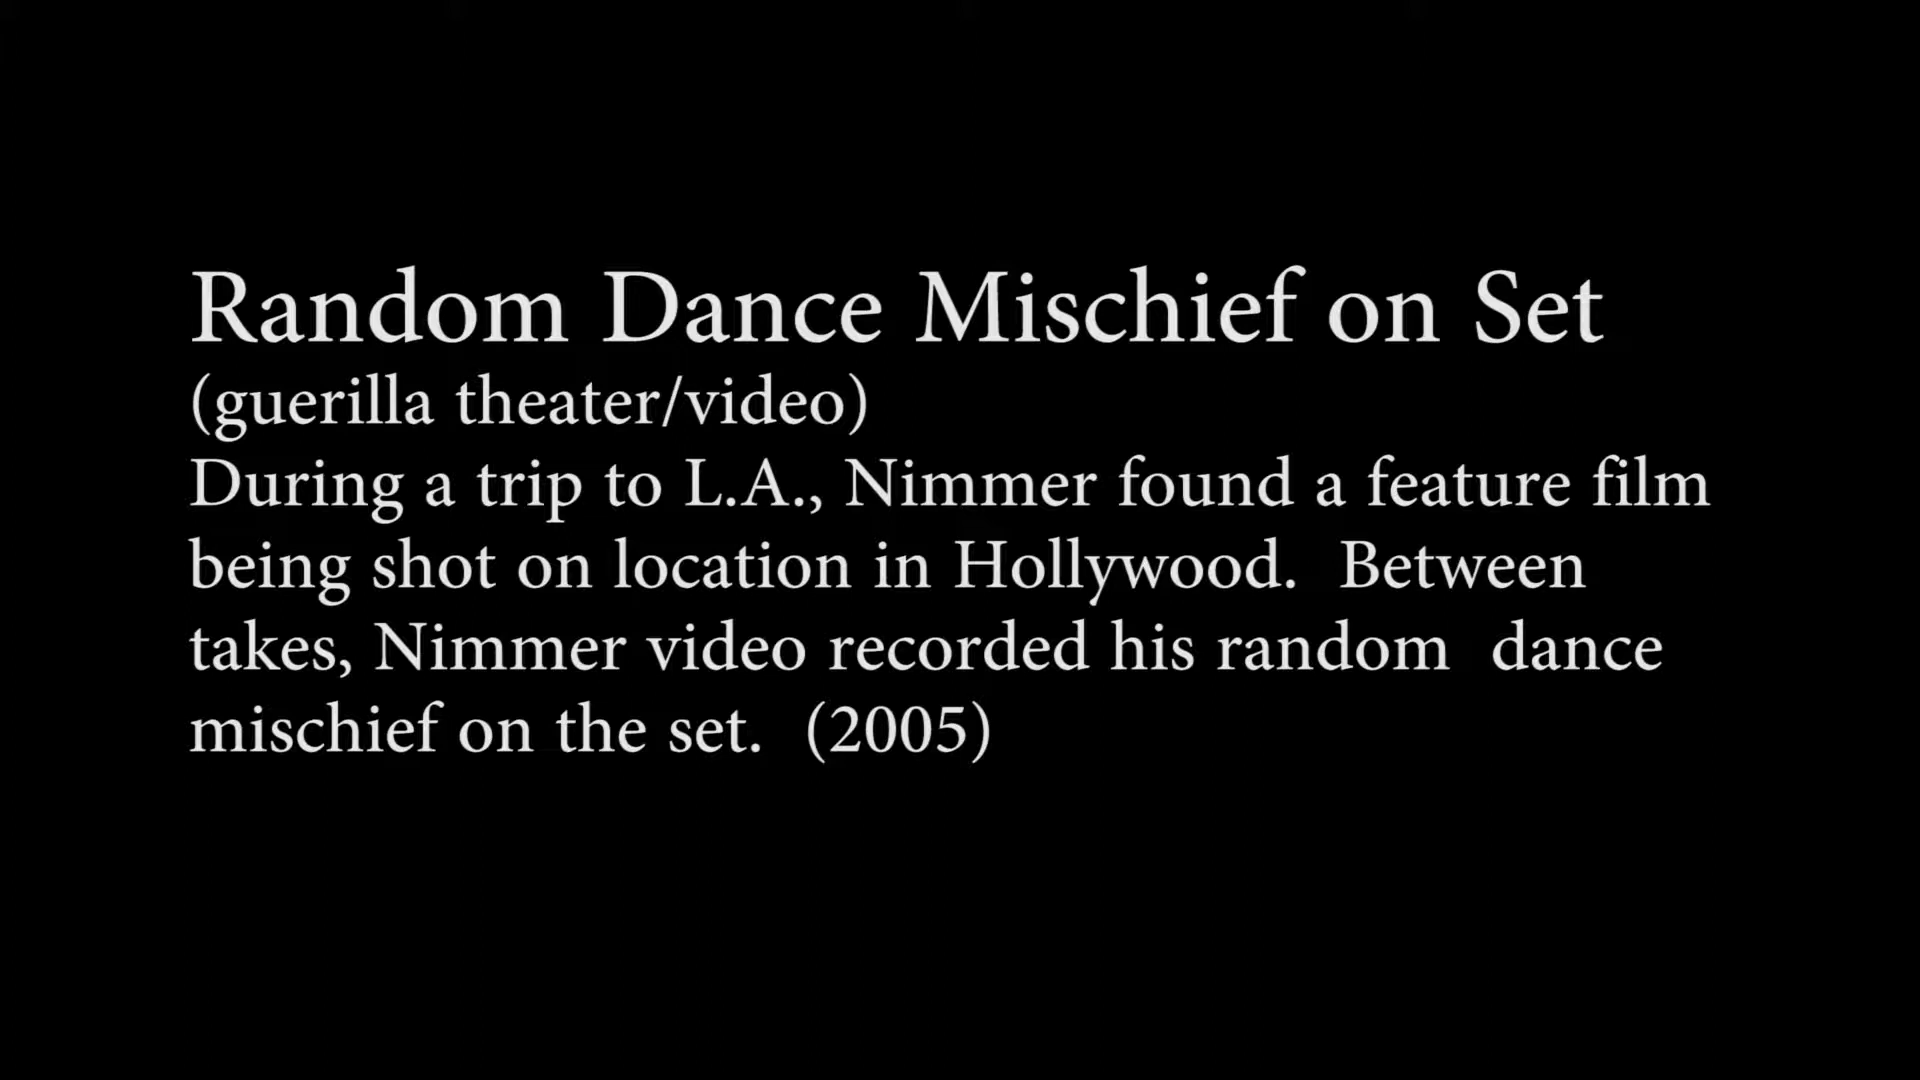 Random Dance Mischief on Set
(guerilla theater/video)
During a trip to L.A., Nimmer found a feature film
being shot on location in Hollywood.  Between
takes, Nimmer video recorded his random  dance
mischief on the set.  (2005)